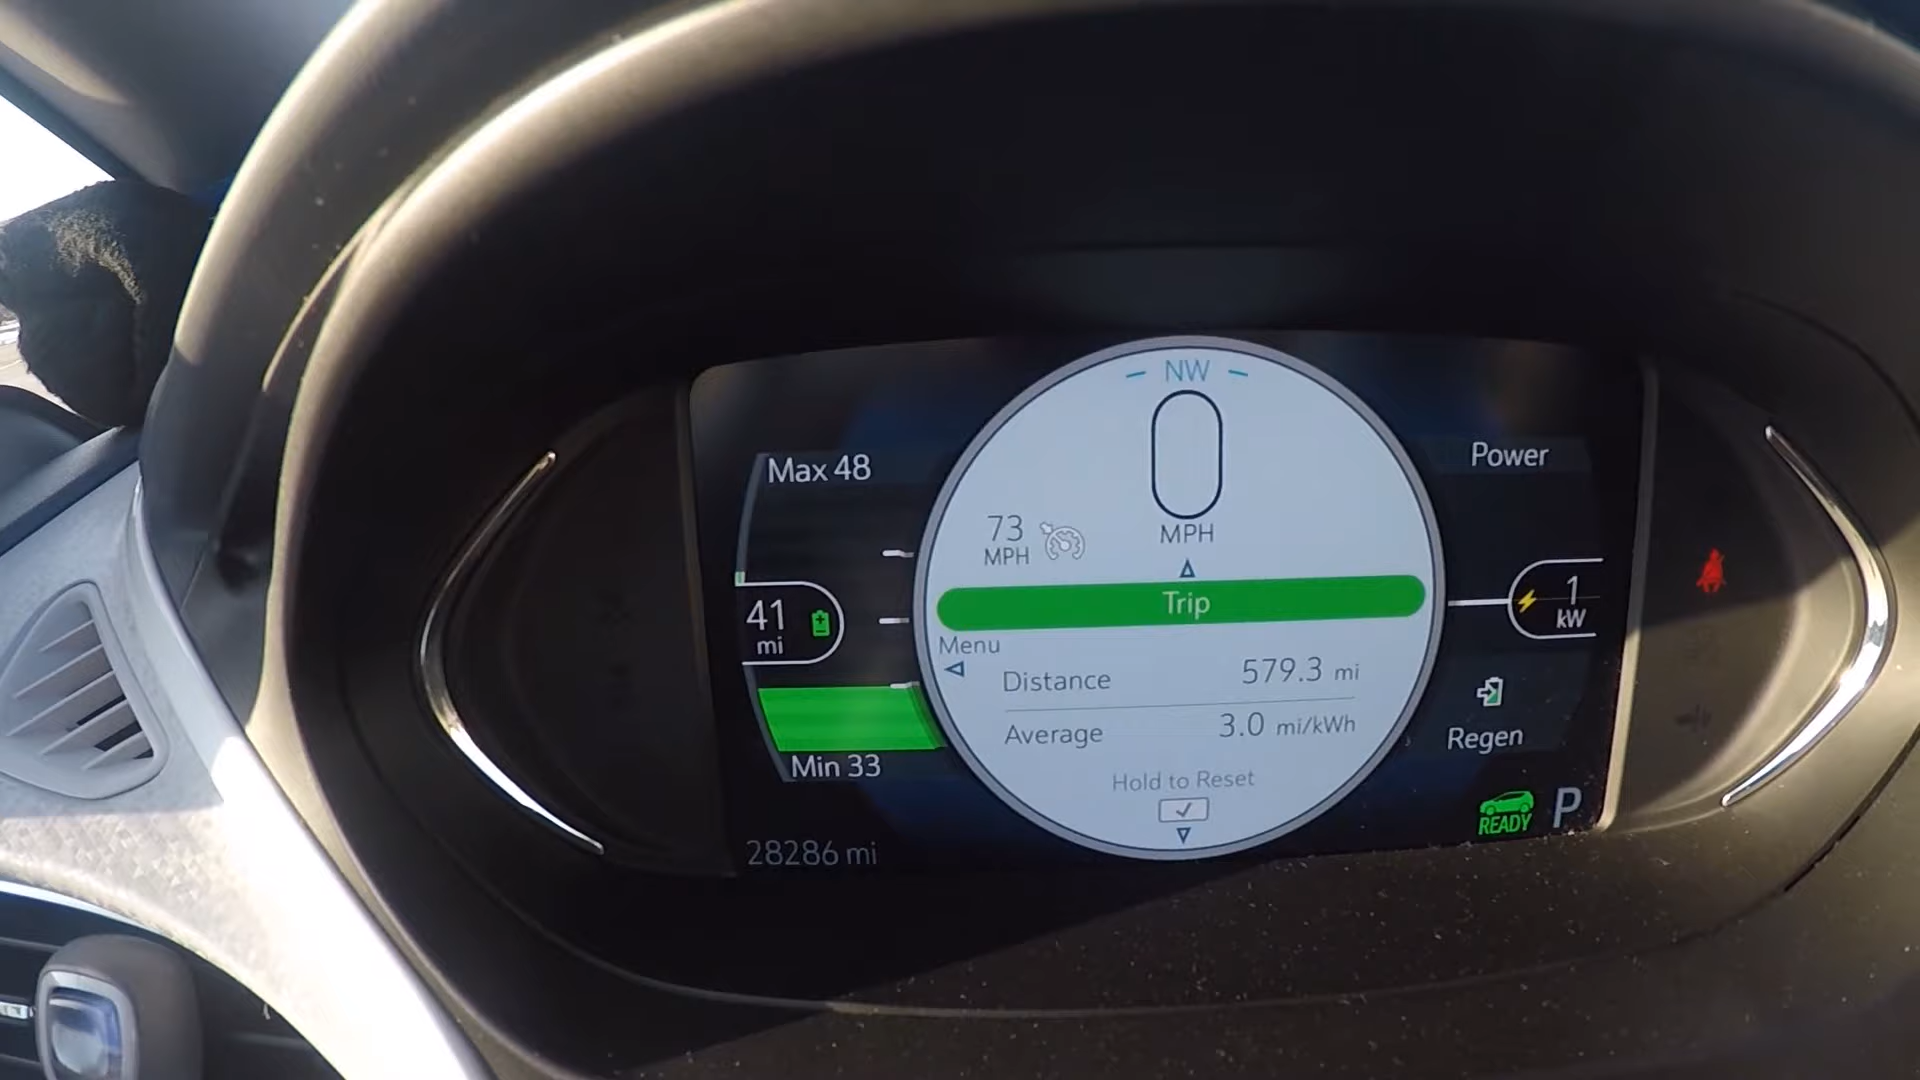 NW
0
MPH
73
MPH
Max 48
41
mi
Min 33
28286 mi
Trip
Menu
Distance 579.3 mi
Average 3.0 mi/kWh
Hold to Reset
Power
1
kW
Regen
READY P